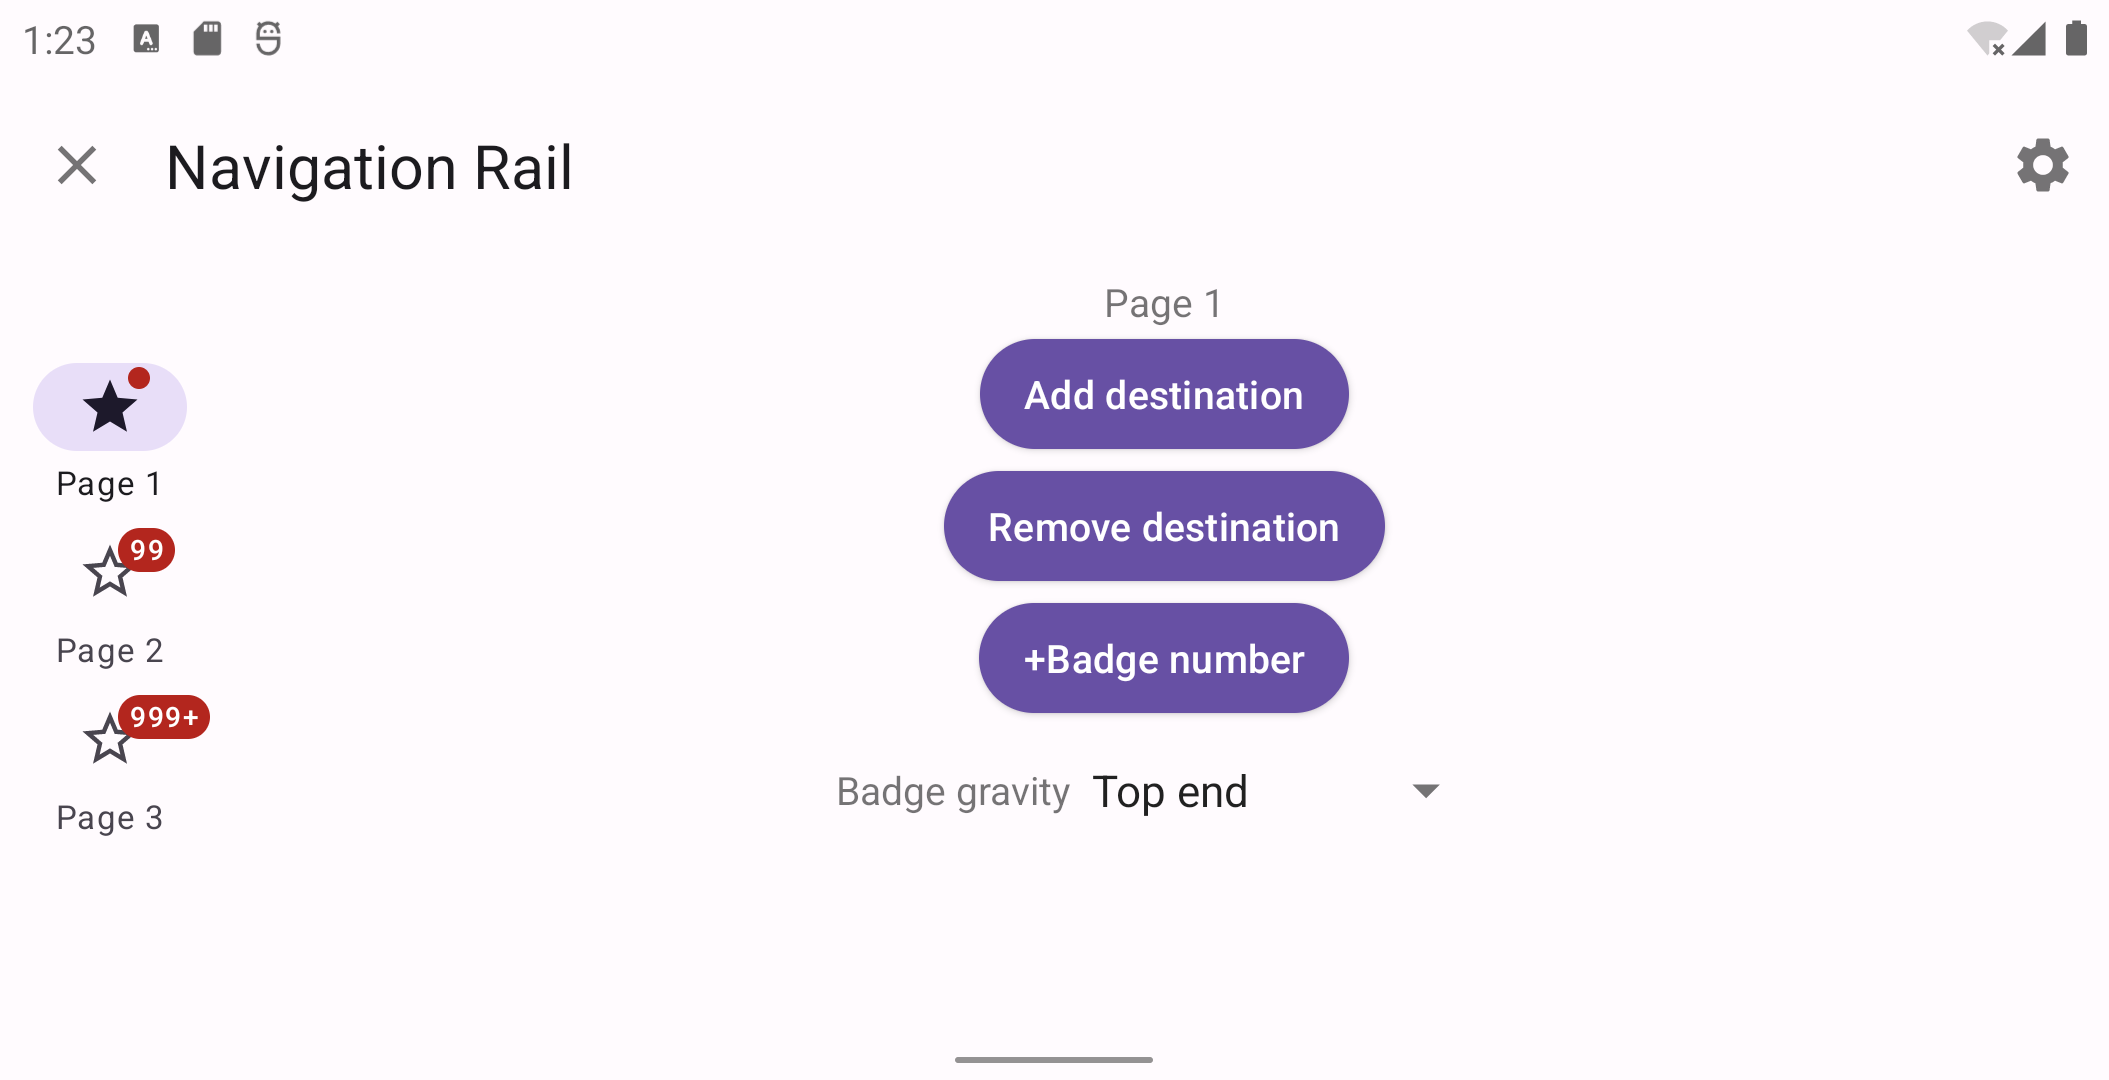 1:23
Navigation Rail
Page 1
Add destination
Remove destination
+Badge number
Badge gravity Top end
Page 1
99
Page 2
999+
Page 3